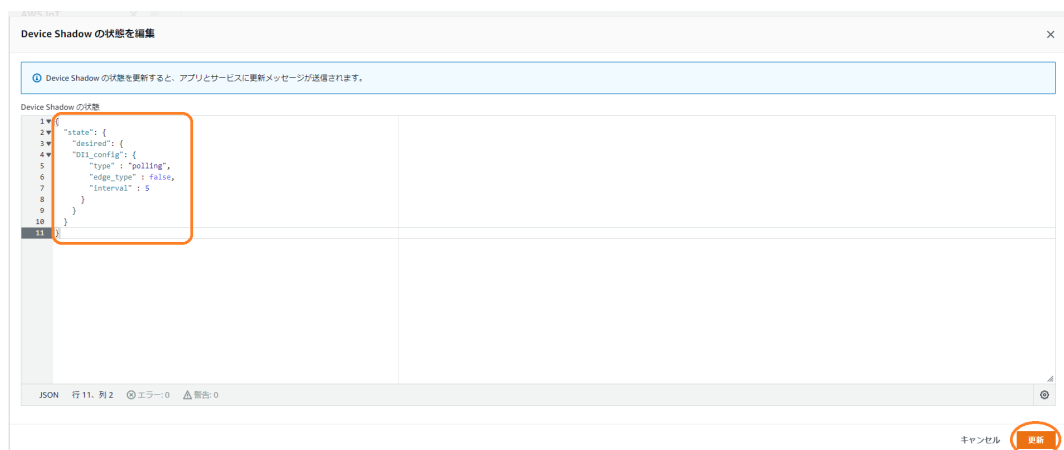 AWS IoT
Device Shadow の状態を編集
Device Shadow の状態を更新すると、アプリとサービスに更新メッセージが送信されます。
Device Shadow の状態
1 {
2 "state": {
3 "desired": {
4 "DI1_config": {
5 "type" : "polling",
6 "edge_type" : false,
7 "interval" : 5
8 }
9 }
10 }
11 }
JSON 行 11、列 2 エラー: 0 警告: 0
キャンセル 更新